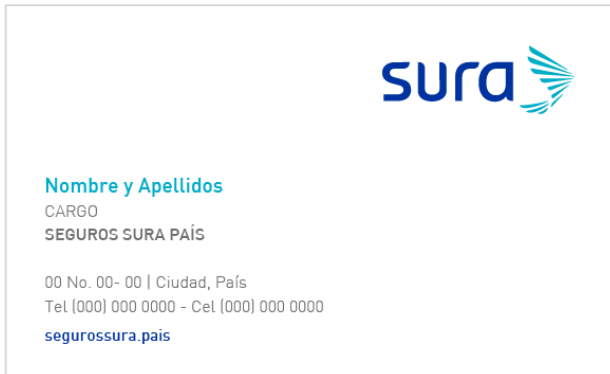 sura
Nombre y Apellidos
CARGO
SEGUROS SURA PAÍS
00 No. 00- 00 | Ciudad, País
Tel (000) 000 0000 - Cel (000) 000 0000
segurossura.pais